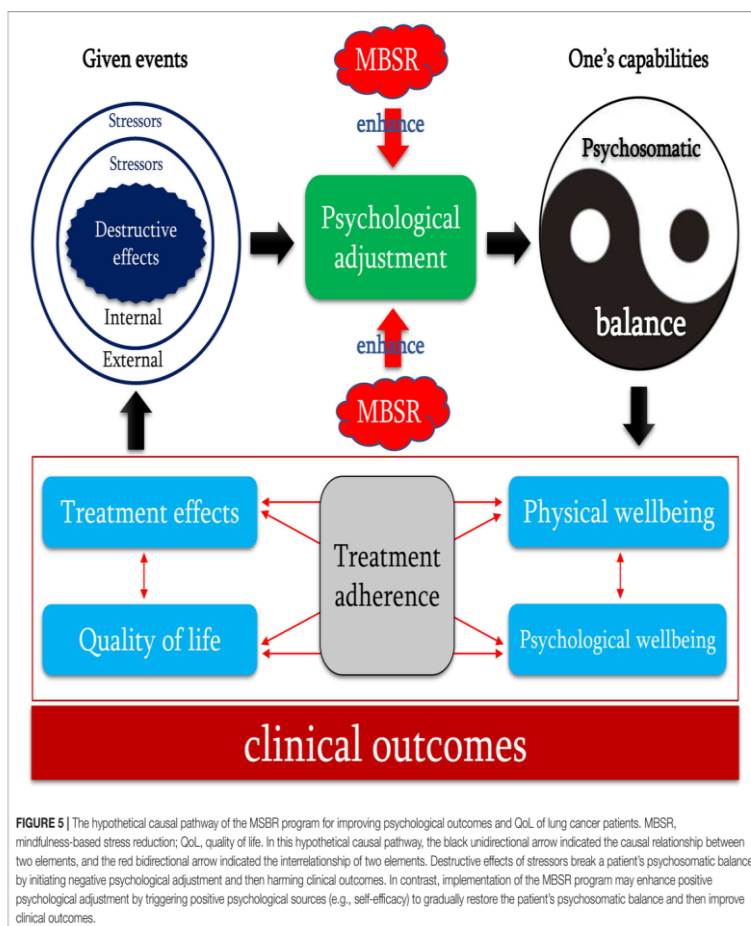 Given events
MBSR
One's capabilities
Stressors
Stressors
Destructive
effects
Internal
External
enhance
Psychological
adjustment
enhance
MBSR
Psychosomatic
balance
Treatment effects
Quality of life
Treatment
adherence
Physical wellbeing
Psychological wellbeing
clinical outcomes
FIGURE 5 | The hypothetical causal pathway of the MSBR program for improving psychological outcomes and QoL of lung cancer patients. MBSR,
mindfulness-based stress reduction; QoL, quality of life. In this hypothetical causal pathway, the black unidirectional arrow indicated the causal relationship between
two elements, and the red bidirectional arrow indicated the interrelationship of two elements. Destructive effects of stressors break a patient's psychosomatic balance
by initiating negative psychological adjustment and then harming clinical outcomes. In contrast, implementation of the MBSR program may enhance positive
psychological adjustment by triggering positive psychological sources (e.g., self-efficacy) to gradually restore the patient's psychosomatic balance and then improve
clinical outcomes.